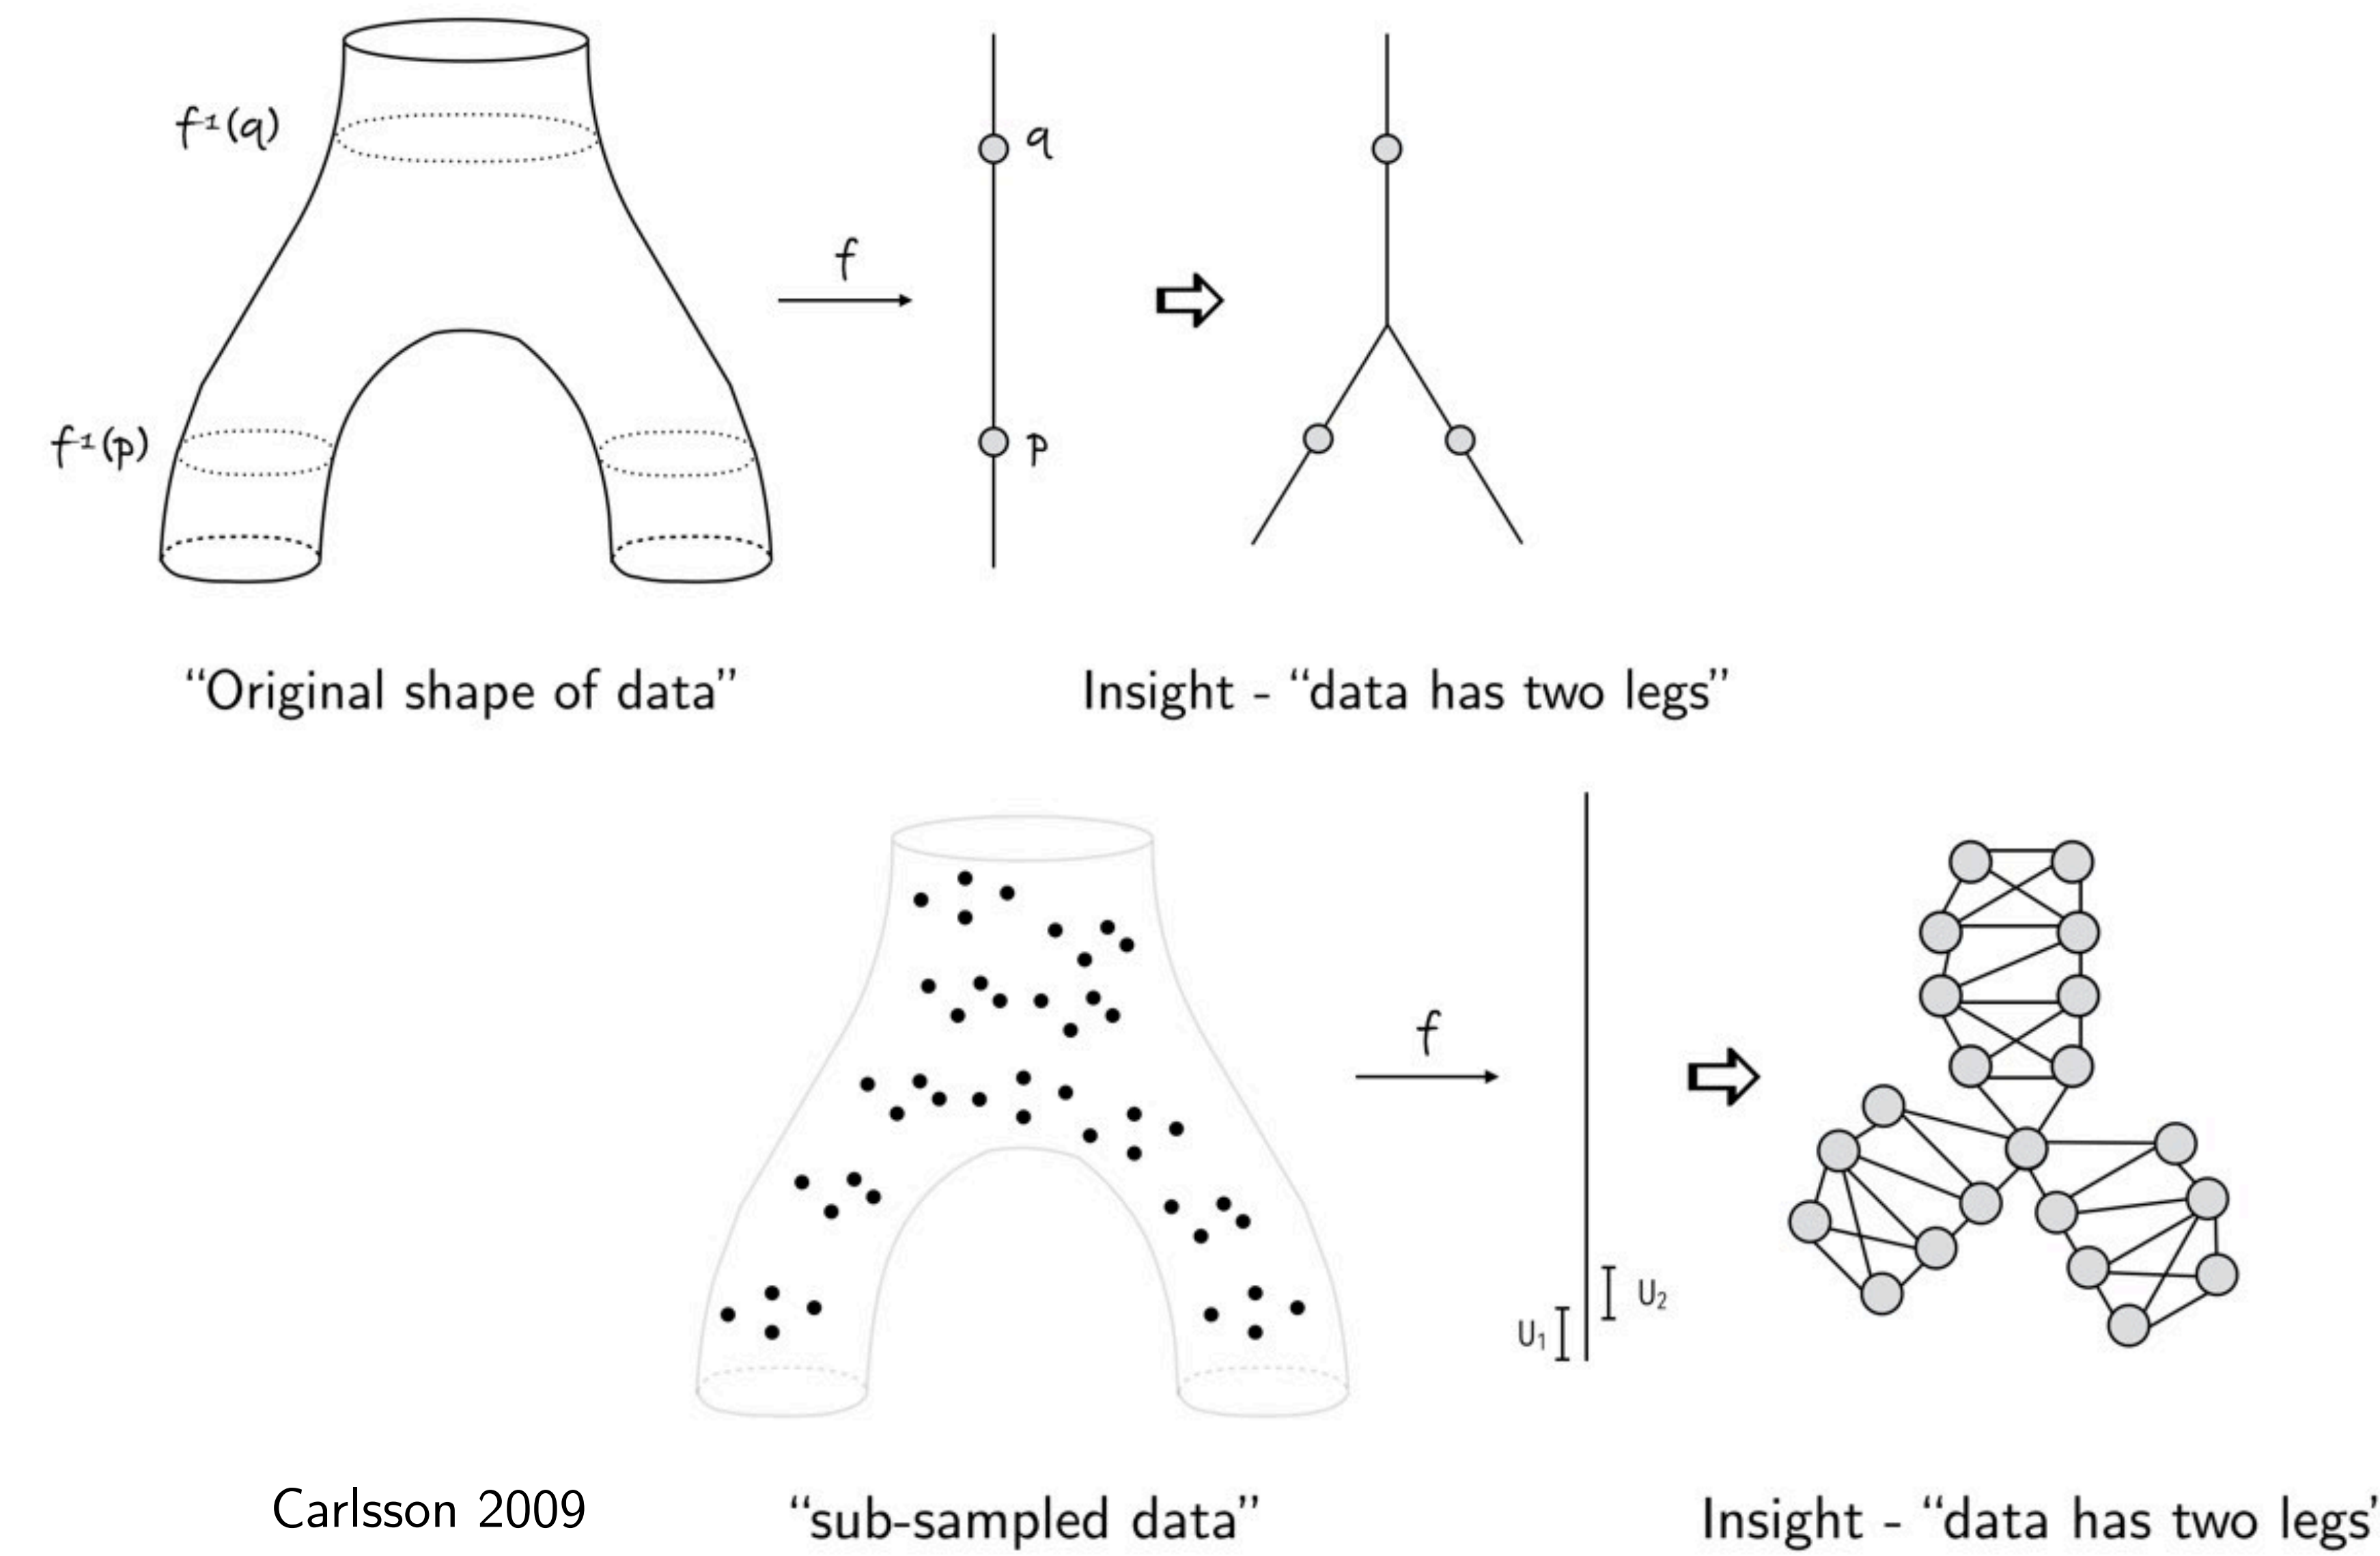 f⁻¹(q)
q
f
f⁻¹(p)
p
“Original shape of data”
Insight - “data has two legs”
f
U₂
U₁
Carlsson 2009
“sub-sampled data”
Insight - “data has two legs”